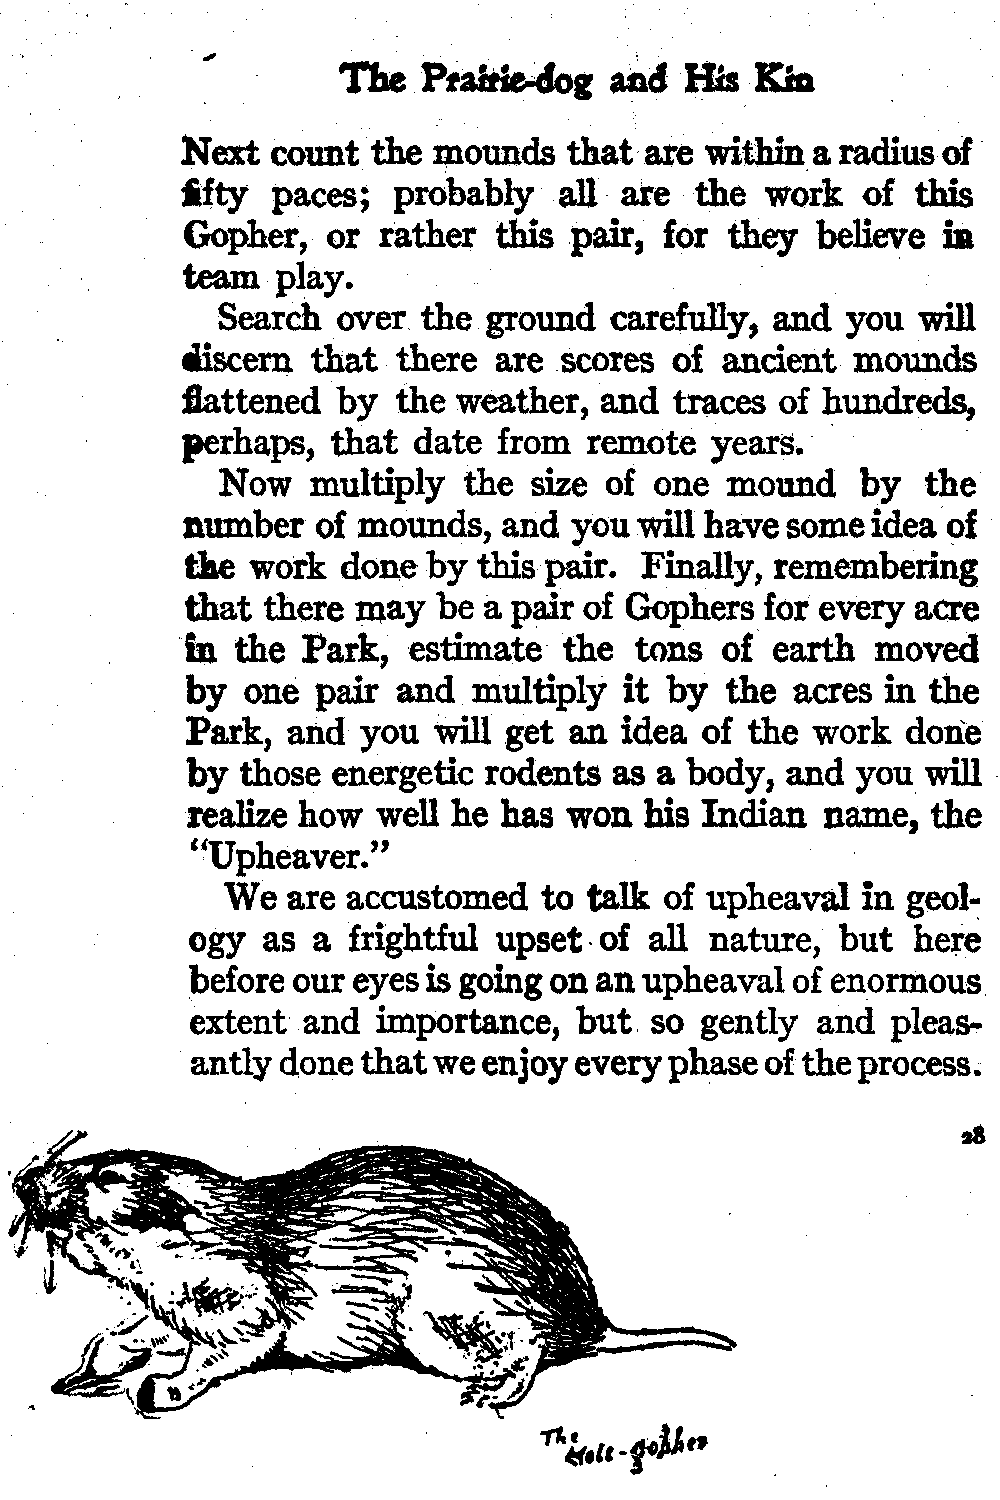 The Prairie-dog and His Kin
Next count the mounds that are within a radius of
fifty paces; probably all are the work of this
Gopher, or rather this pair, for they believe in
team play.
Search over the ground carefully, and you will
discern that there are scores of ancient mounds
flattened by the weather, and traces of hundreds,
perhaps, that date from remote years.
Now multiply the size of one mound by the
number of mounds, and you will have some idea of
the work done by this pair. Finally, remembering
that there may be a pair of Gophers for every acre
in the Park, estimate the tons of earth moved
by one pair and multiply it by the acres in the
Park, and you will get an idea of the work done
by those energetic rodents as a body, and you will
realize how well he has won his Indian name, the
"Upheaver."
We are accustomed to talk of upheaval in geol-
ogy as a frightful upset of all nature, but here
before our eyes is going on an upheaval of enormous
extent and importance, but so gently and pleas-
antly done that we enjoy every phase of the process.
28
The
Mole-gopher